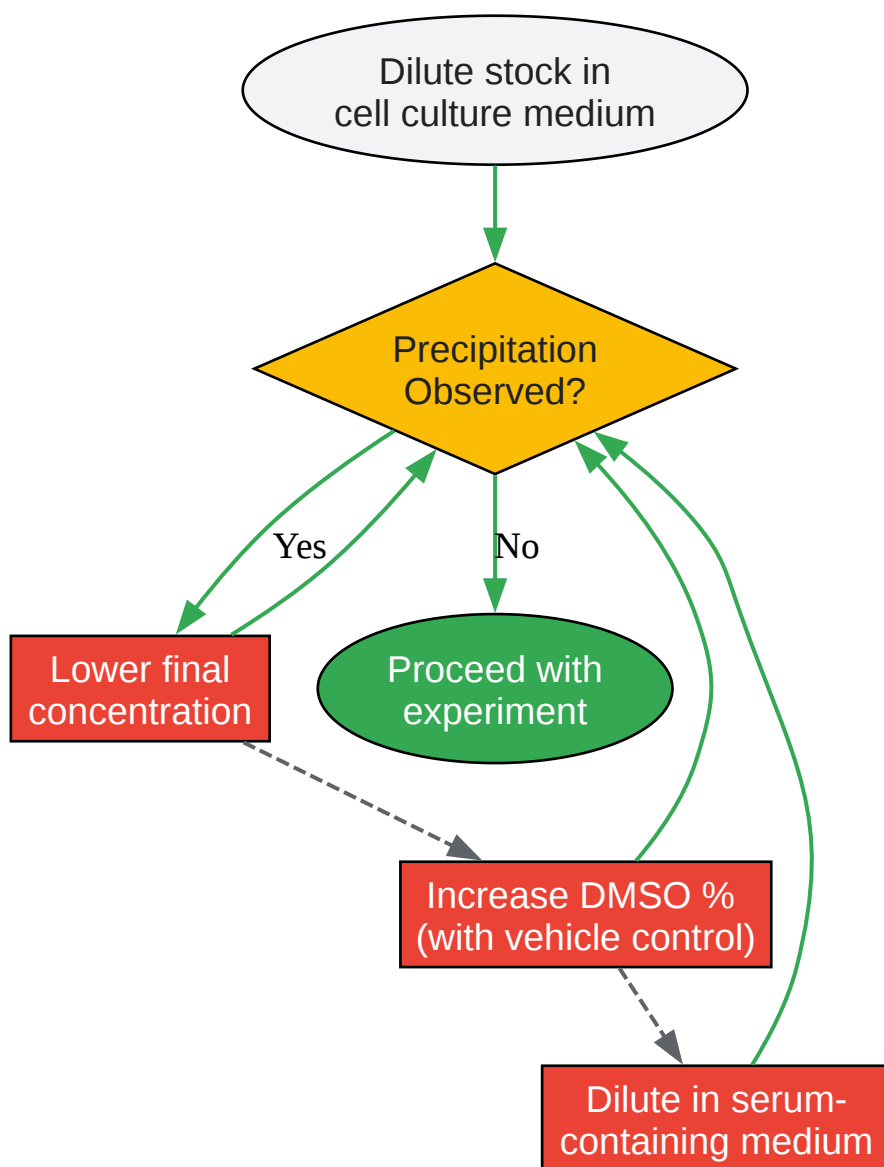 Dilute stock in
cell culture medium
Precipitation
Observed?
Yes
No
Lower final
concentration
Proceed with
experiment
Increase DMSO %
(with vehicle control)
Dilute in serum-
containing medium